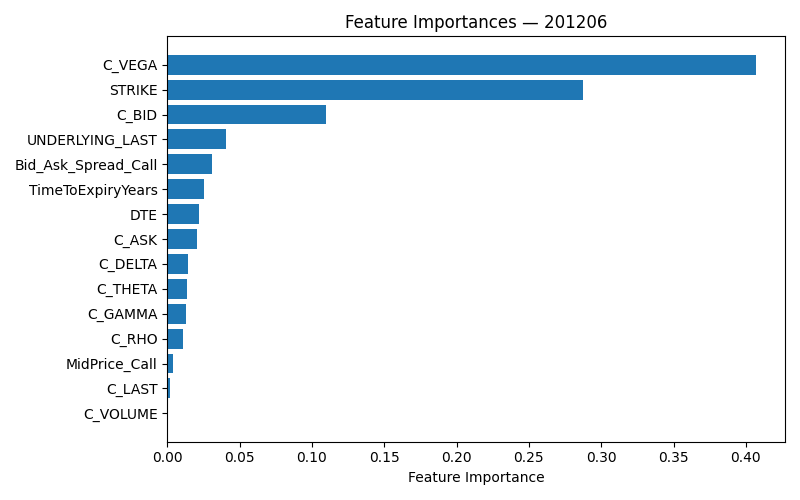 Feature Importances — 201206
C_VEGA
STRIKE
C_BID
UNDERLYING_LAST
Bid_Ask_Spread_Call
TimeToExpiryYears
DTE
C_ASK
C_DELTA
C_THETA
C_GAMMA
C_RHO
MidPrice_Call
C_LAST
C_VOLUME
0.00 0.05 0.10 0.15 0.20 0.25 0.30 0.35 0.40
Feature Importance